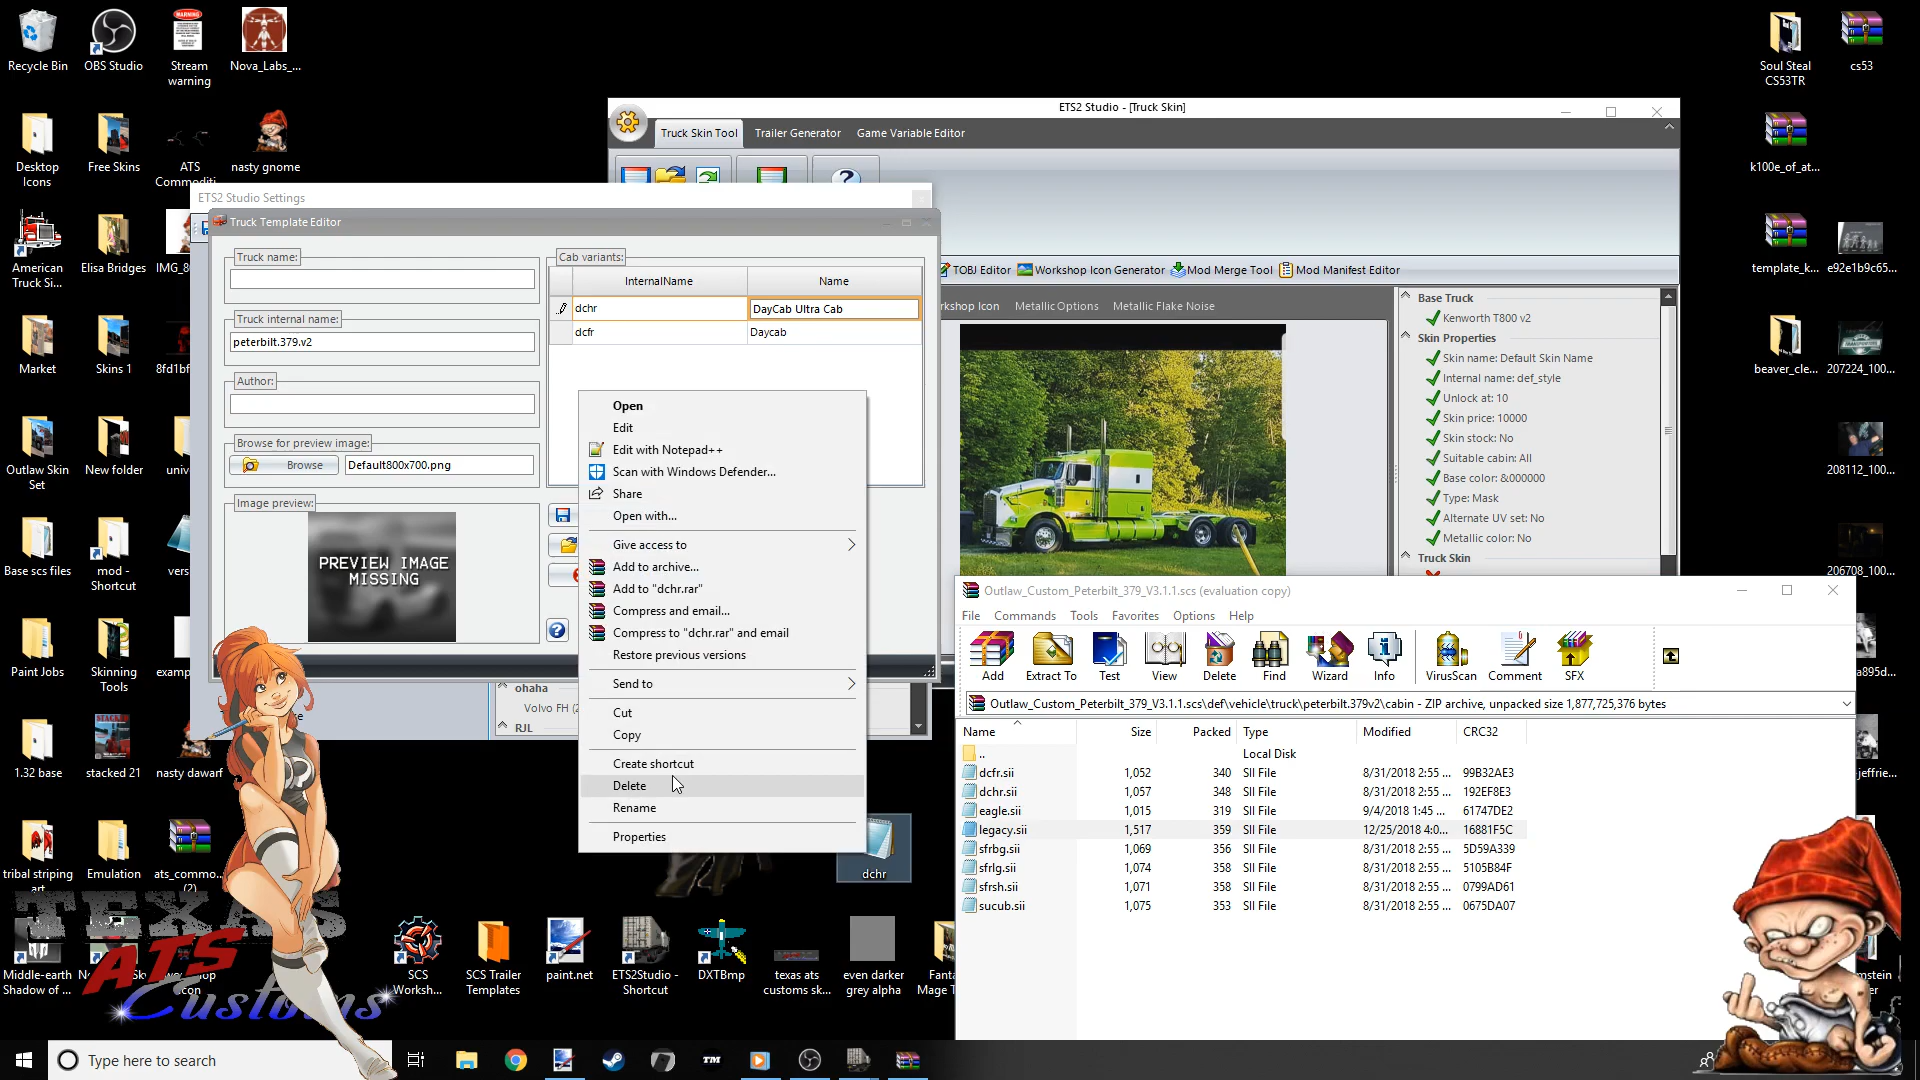 Recycle Bin
OBS Studio
Stream
warning
Nova_Labs_...
Soul Steal
CS53TR
cs53
Desktop
Icons
Free Skins
ATS
Commoditi...
nasty gnome
k100e_of_at...
American
Truck Si...
Elisa Bridges
IMG_8
template_k...
e92e1b9c65...
Market
Skins 1
8fd1bf
beaver_cle...
207224_100...
Outlaw Skin
Set
New folder
univ
208112_100...
Base scs files
mod -
Shortcut
vers
206708_100...
Paint Jobs
Skinning
Tools
examp
a895d...
1.32 base
stacked 21
nasty dawarf
-jeffrie...
tribal striping
art
Emulation
ats_commo...
(2)
dchr
Middle-earth
Shadow of ...
SCS
Worksh...
SCS Trailer
Templates
paint.net
ETS2Studio -
Shortcut
DXTBmp
texas ats
customs sk...
even darker
grey alpha
Fanta
Mage T
TEXAS
ATS
Customs
ETS2 Studio - [Truck Skin]
Truck Skin Tool
Trailer Generator
Game Variable Editor
TOBJ Editor
Workshop Icon Generator
Mod Merge Tool
Mod Manifest Editor
kshop Icon
Metallic Options
Metallic Flake Noise
Base Truck
Kenworth T800 v2
Skin Properties
Skin name: Default Skin Name
Internal name: def_style
Unlock at: 10
Skin price: 10000
Skin stock: No
Suitable cabin: All
Base color: &000000
Type: Mask
Alternate UV set: No
Metallic color: No
Truck Skin
ETS2 Studio Settings
Truck Template Editor
Truck name:
Truck internal name:
peterbilt.379.v2
Author:
Browse for preview image:
Browse
Default800x700.png
Image preview:
PREVIEW IMAGE
MISSING
Cab variants:
InternalName
Name
dchr
DayCab Ultra Cab
dcfr
Daycab
ohaha
Volvo FH (2
RJL
Open
Edit
Edit with Notepad++
Scan with Windows Defender...
Share
Open with...
Give access to
Add to archive...
Add to "dchr.rar"
Compress and email...
Compress to "dchr.rar" and email
Restore previous versions
Send to
Cut
Copy
Create shortcut
Delete
Rename
Properties
Outlaw_Custom_Peterbilt_379_V3.1.1.scs (evaluation copy)
File Commands Tools Favorites Options Help
Add Extract To Test View Delete Find Wizard Info VirusScan Comment SFX
Outlaw_Custom_Peterbilt_379_V3.1.1.scs\def\vehicle\truck\peterbilt.379v2\cabin - ZIP archive, unpacked size 1,877,725,376 bytes
Name Size Packed Type Modified CRC32
.. Local Disk
dcfr.sii 1,052 340 SII File 8/31/2018 2:55 ... 99B32AE3
dchr.sii 1,057 348 SII File 8/31/2018 2:55 ... 192EF8E3
eagle.sii 1,015 319 SII File 9/4/2018 1:45 ... 61747DE2
legacy.sii 1,517 359 SII File 12/25/2018 4:0... 16881F5C
sfrbg.sii 1,069 356 SII File 8/31/2018 2:55 ... 5D59A339
sfrlg.sii 1,074 358 SII File 8/31/2018 2:55 ... 5105B84F
sfrsh.sii 1,071 358 SII File 8/31/2018 2:55 ... 0799AD61
sucub.sii 1,075 353 SII File 8/31/2018 2:55 ... 0675DA07
Type here to search
TM